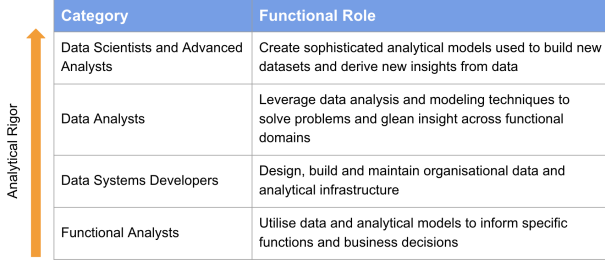 Category Functional Role
Data Scientists and Advanced
Analysts
Create sophisticated analytical models used to build new
datasets and derive new insights from data
Data Analysts
Leverage data analysis and modeling techniques to
solve problems and glean insight across functional
domains
Data Systems Developers
Design, build and maintain organisational data and
analytical infrastructure
Functional Analysts
Utilise data and analytical models to inform specific
functions and business decisions
Analytical Rigor